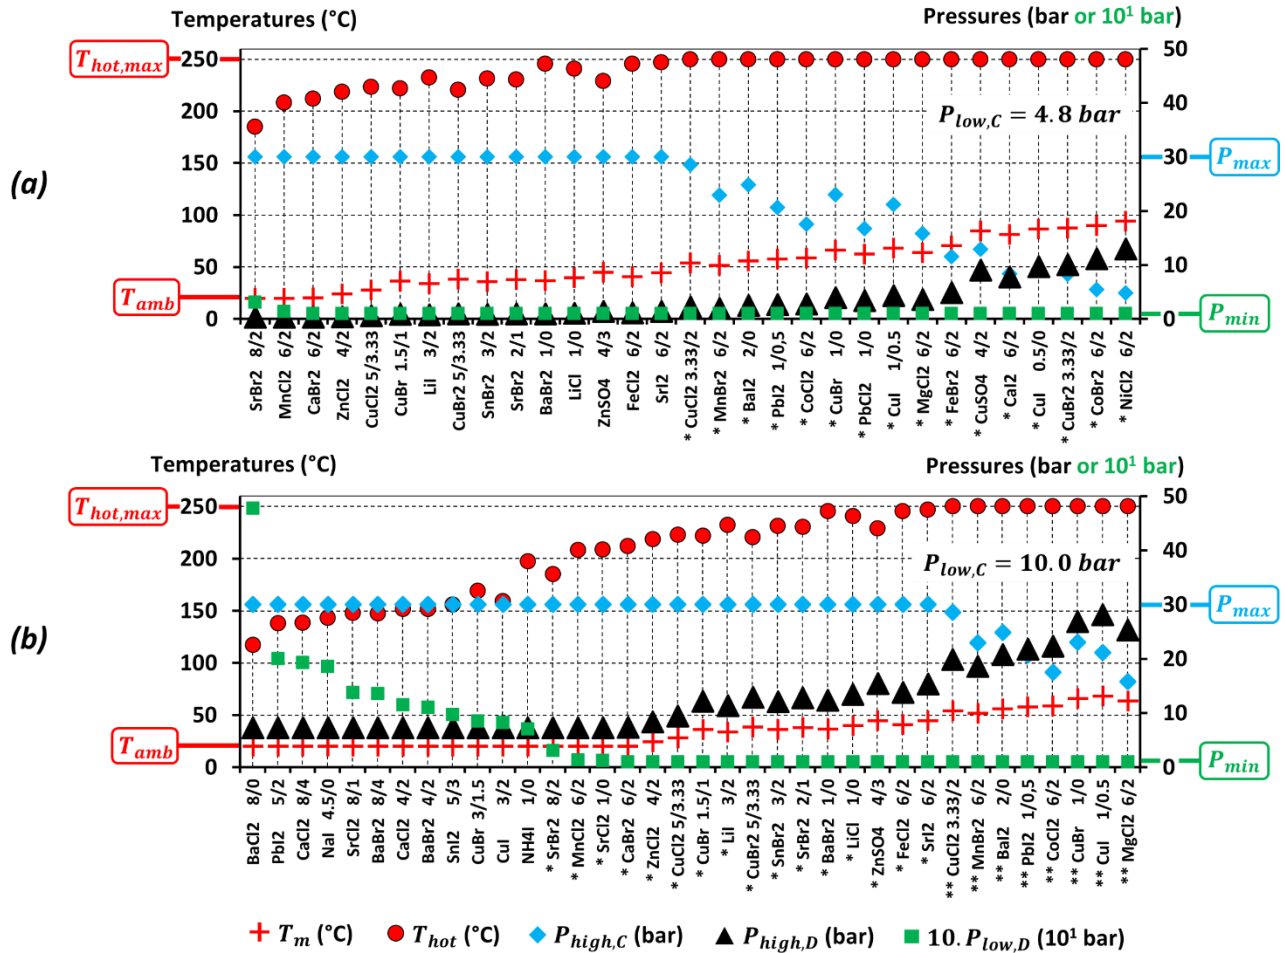 Temperatures (°C)
Pressures (bar or 10¹ bar)
T_hot,max
250
200
150
100
50
0
50
40
30
20
10
0
P_low,C = 4.8 bar
(a)
P_max
T_amb
P_min
SrBr2 8/2
MnCl2 6/2
CaBr2 6/2
ZnCl2 4/2
CuCl2 5/3.33
CuBr 1.5/1
LiI 3/2
CuBr2 5/3.33
SnBr2 3/2
SrBr2 2/1
BaBr2 1/0
LiCl 1/0
ZnSO4 4/3
FeCl2 6/2
SrI2 6/2
* CuCl2 3.33/2
* MnBr2 6/2
* BaI2 2/0
* PbI2 1/0,5
* CoCl2 6/2
* CuBr 1/0
* PbCl2 1/0
* CuI 1/0.5
* MgCl2 6/2
* FeBr2 6/2
* CuSO4 4/2
* CaI2 6/2
* CuI 0.5/0
* CuBr2 3.33/2
* CoBr2 6/2
* NiCl2 6/2
Temperatures (°C)
Pressures (bar or 10¹ bar)
T_hot,max
250
200
150
100
50
0
50
40
30
20
10
0
P_low,C = 10.0 bar
(b)
P_max
T_amb
P_min
BaCl2 8/0
PbI2 5/2
CaCl2 8/4
NaI 4.5/0
SrCl2 8/1
BaBr2 8/4
CaCl2 4/2
BaBr2 4/2
SnI2 5/3
CuBr 3/1.5
CuI 3/2
NH4I 1/0
* SrBr2 8/2
* MnCl2 6/2
* SrCl2 1/0
* CaBr2 6/2
* ZnCl2 4/2
* CuCl2 5/3.33
* CuBr 1.5/1
* LiI 3/2
* CuBr2 5/3.33
* SnBr2 3/2
* SrBr2 2/1
* BaBr2 1/0
* LiCl 1/0
* ZnSO4 4/3
* FeCl2 6/2
* SrI2 6/2
** CuCl2 3.33/2
** MnBr2 6/2
** BaI2 2/0
** PbI2 1/0,5
** CoCl2 6/2
** CuBr 1/0
** CuI 1/0.5
** MgCl2 6/2
T_m (°C)
T_hot (°C)
P_high,C (bar)
P_high,D (bar)
10.P_low,D (10¹ bar)